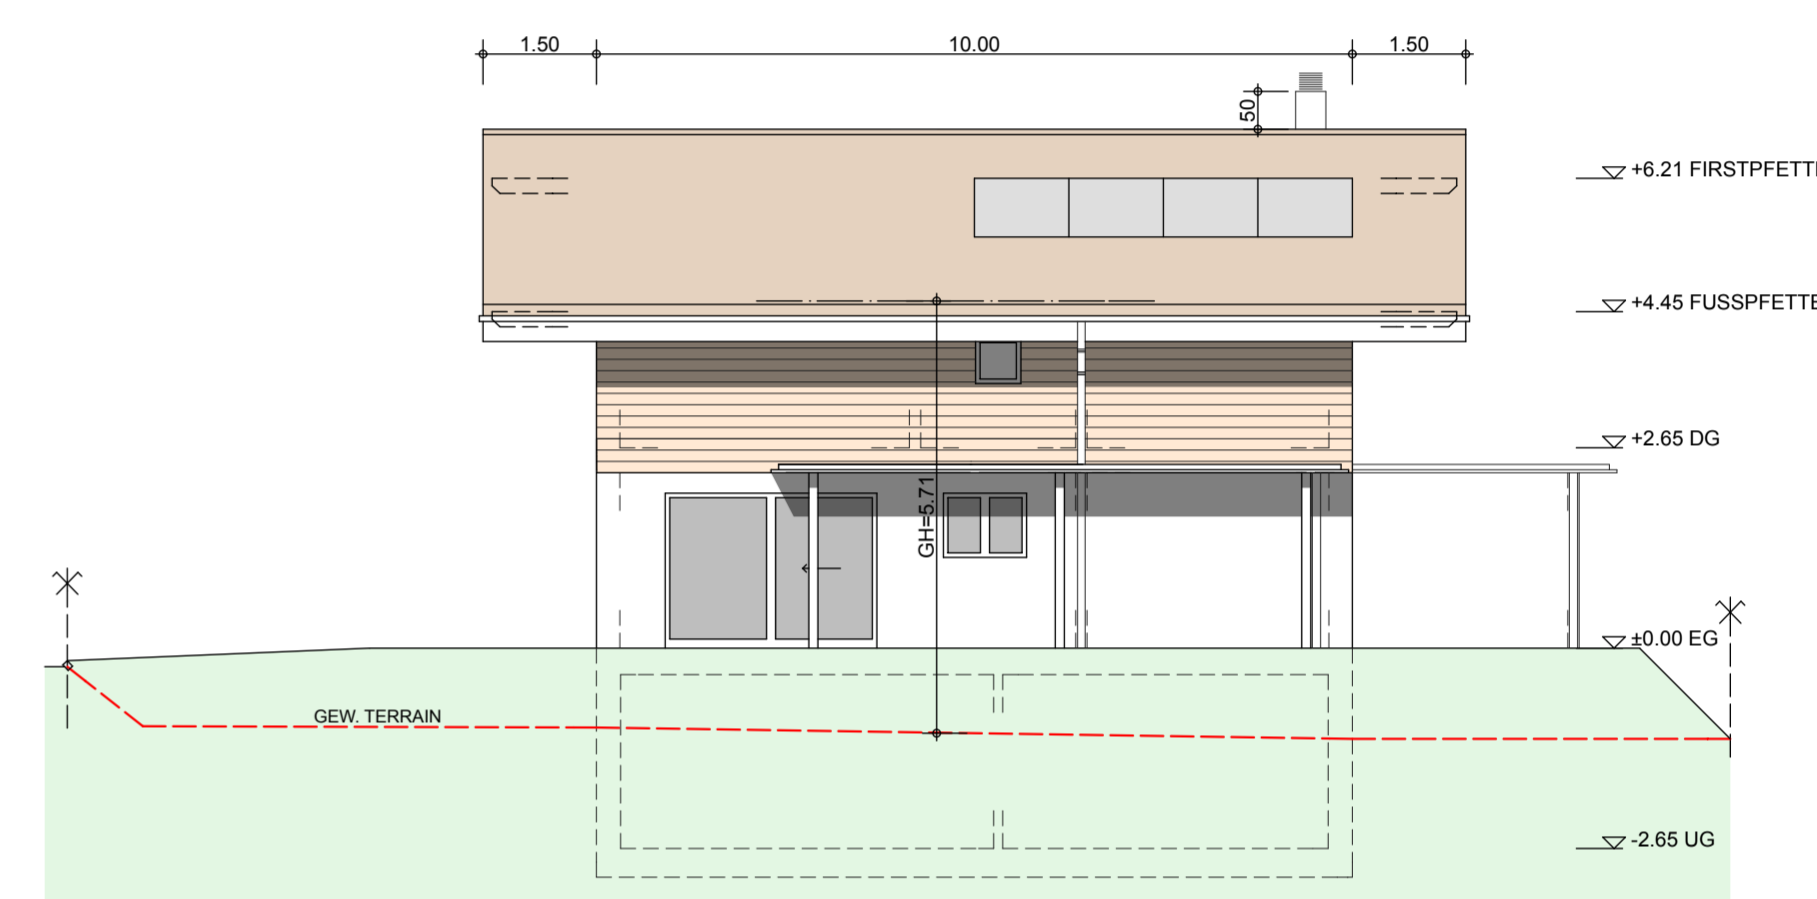 1.50
10.00
1.50
50
+6.21 FIRSTPFETT
+4.45 FUSSPFETTE
+2.65 DG
GH=5.71
±0.00 EG
GEW. TERRAIN
-2.65 UG